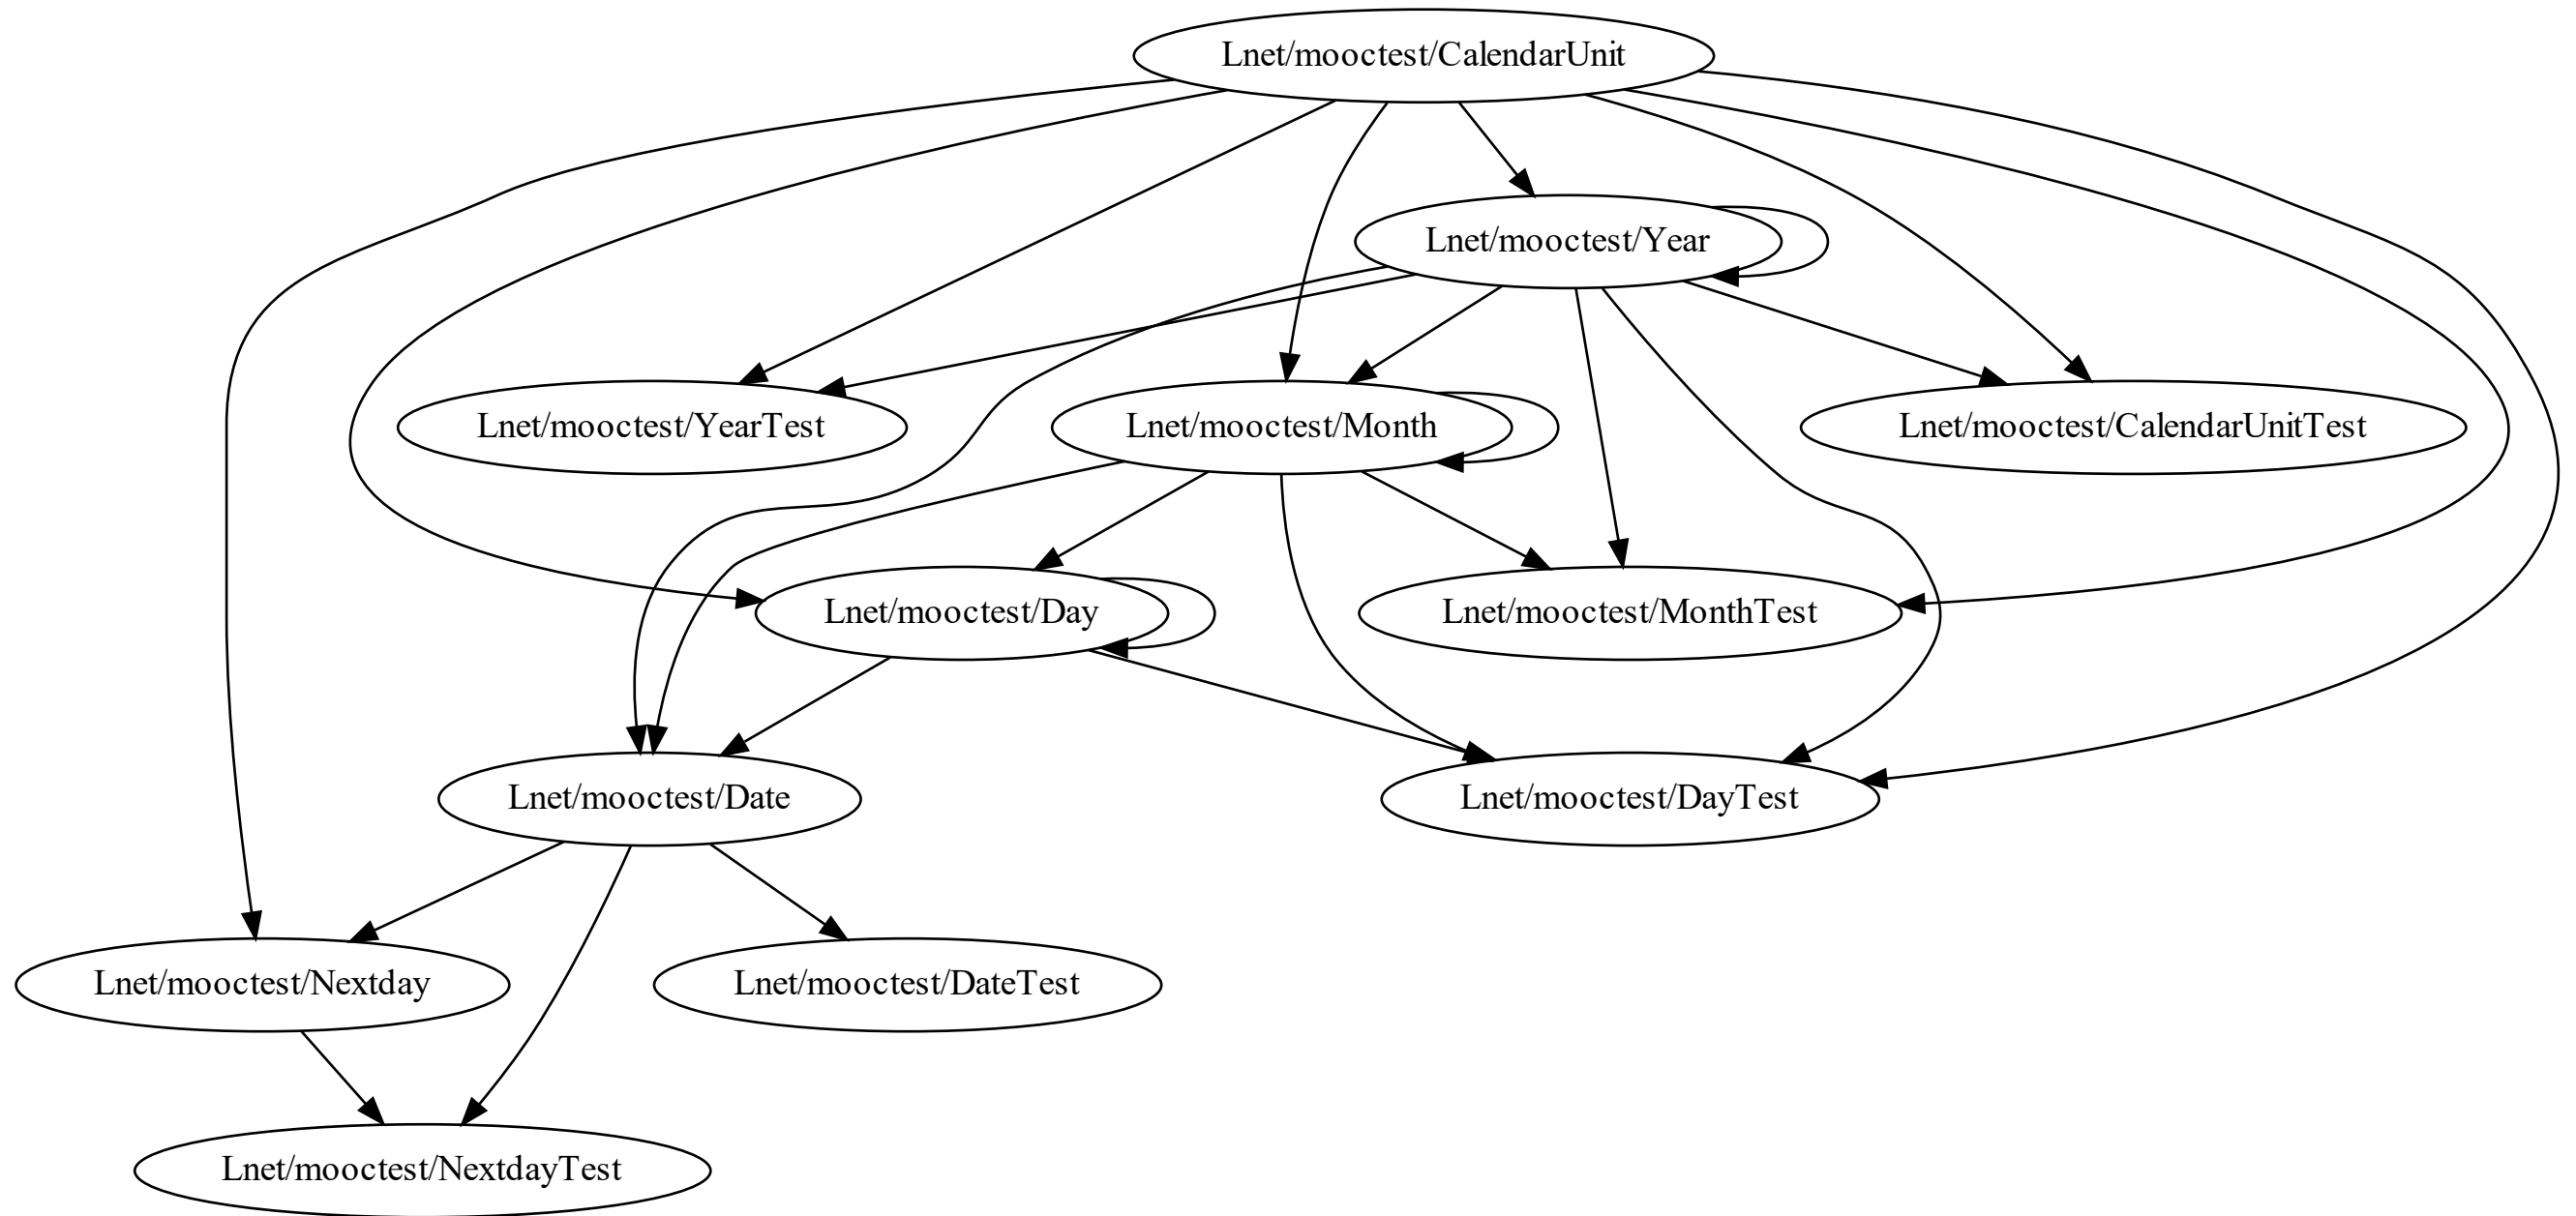 Lnet/mooctest/CalendarUnit
Lnet/mooctest/Year
Lnet/mooctest/YearTest
Lnet/mooctest/Month
Lnet/mooctest/CalendarUnitTest
Lnet/mooctest/Day
Lnet/mooctest/MonthTest
Lnet/mooctest/Date
Lnet/mooctest/DayTest
Lnet/mooctest/Nextday
Lnet/mooctest/DateTest
Lnet/mooctest/NextdayTest